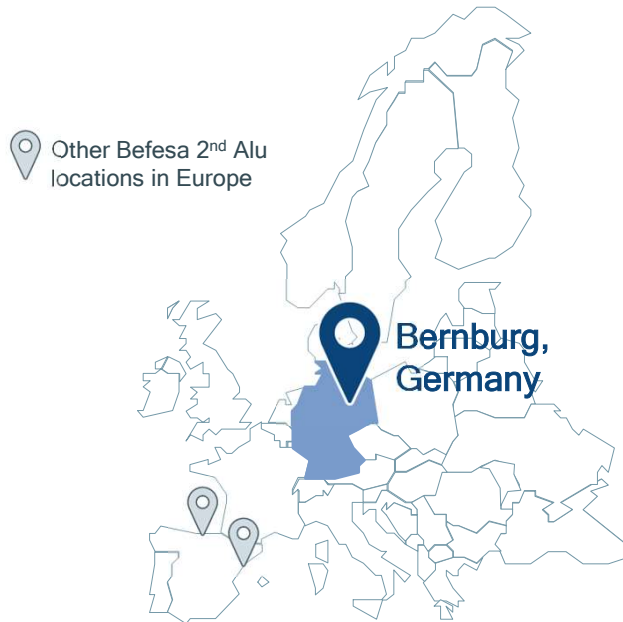 Other Befesa 2nd Alu
locations in Europe
Bernburg,
Germany